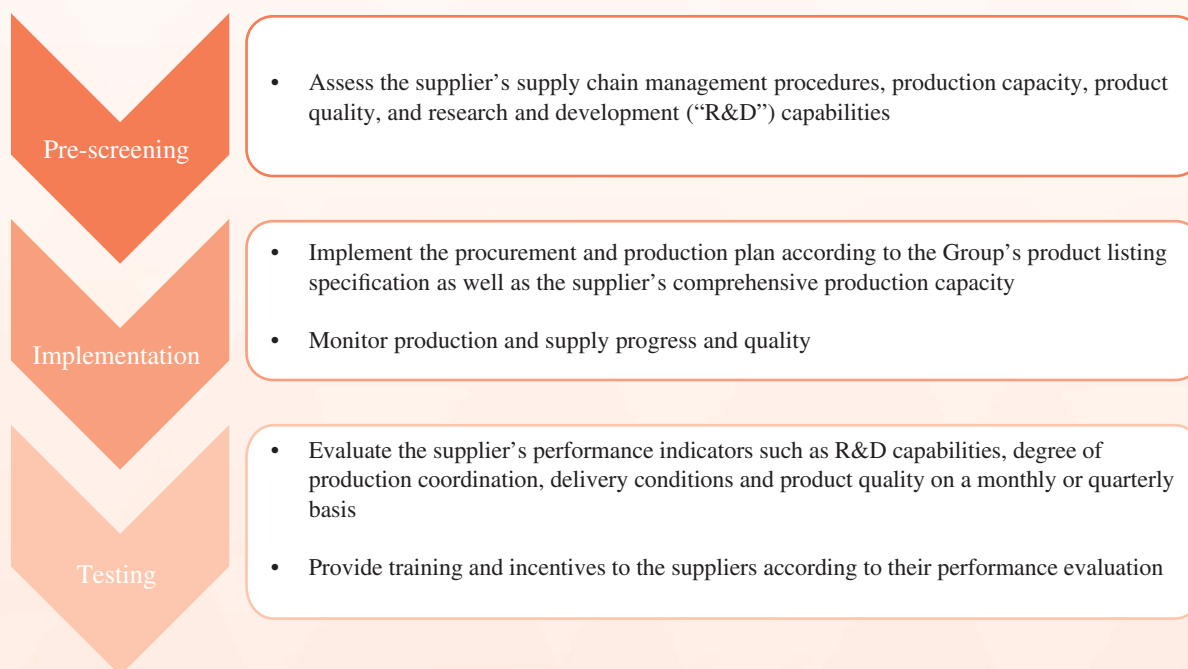 Pre-screening
• Assess the supplier’s supply chain management procedures, production capacity, product
quality, and research and development (“R&D”) capabilities
Implementation
• Implement the procurement and production plan according to the Group’s product listing
specification as well as the supplier’s comprehensive production capacity
• Monitor production and supply progress and quality
Testing
• Evaluate the supplier’s performance indicators such as R&D capabilities, degree of
production coordination, delivery conditions and product quality on a monthly or quarterly
basis
• Provide training and incentives to the suppliers according to their performance evaluation